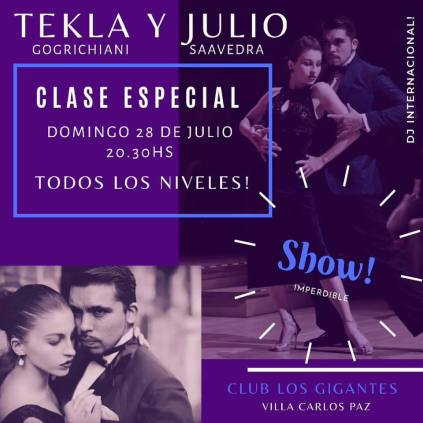 TEKLA Y JULIO
GOGRICHIANI SAAVEDRA
CLASE ESPECIAL
DOMINGO 28 DE JULIO
20.30HS
TODOS LOS NIVELES!
DJ INTERNACIONAL!
Show!
IMPERDIBLE
CLUB LOS GIGANTES
VILLA CARLOS PAZ